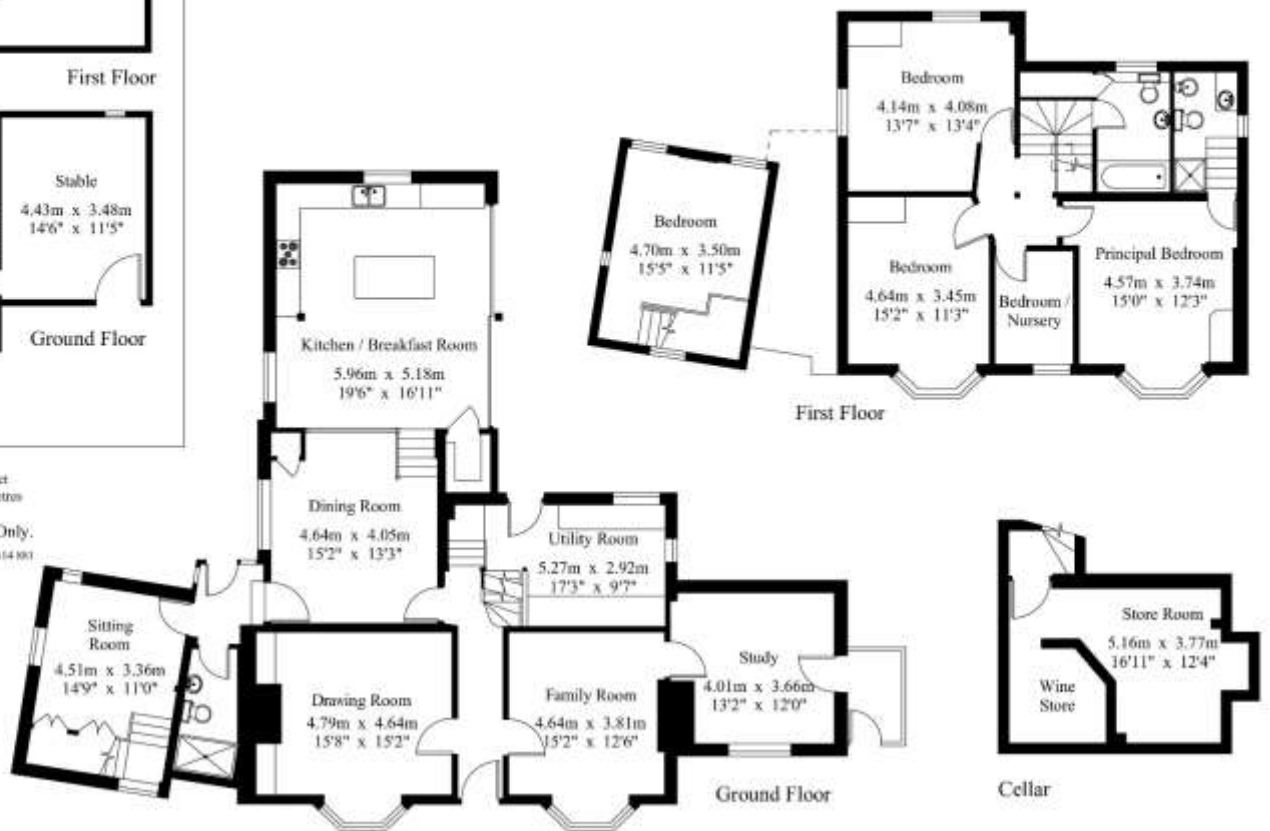 First Floor
Stable
4.43m x 3.48m
14'6" x 11'5"
Ground Floor
Only.
Bedroom
4.14m x 4.08m
13'7" x 13'4"
Bedroom
4.70m x 3.50m
15'5" x 11'5"
Bedroom
4.64m x 3.45m
15'2" x 11'3"
Bedroom /
Nursery
Principal Bedroom
4.57m x 3.74m
15'0" x 12'3"
First Floor
Kitchen / Breakfast Room
5.96m x 5.18m
19'6" x 16'11"
Dining Room
4.64m x 4.05m
15'2" x 13'3"
Utility Room
5.27m x 2.92m
17'3" x 9'7"
Sitting
Room
4.51m x 3.36m
14'9" x 11'0"
Drawing Room
4.79m x 4.64m
15'8" x 15'2"
Family Room
4.64m x 3.81m
15'2" x 12'6"
Study
4.01m x 3.66m
13'2" x 12'0"
Ground Floor
Store Room
5.16m x 3.77m
16'11" x 12'4"
Wine
Store
Cellar